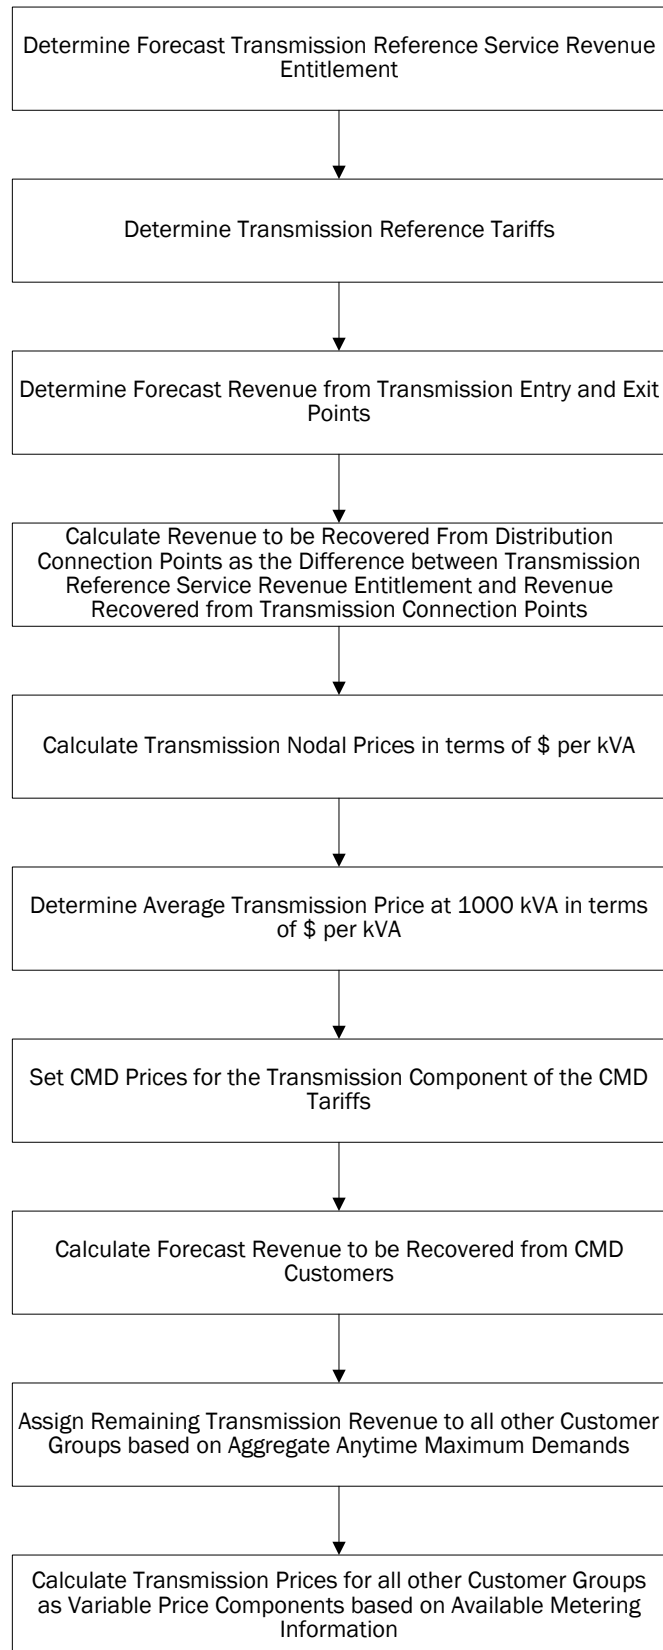 Determine Forecast Transmission Reference Service Revenue
Entitlement
Determine Transmission Reference Tariffs
Determine Forecast Revenue from Transmission Entry and Exit
Points
Calculate Revenue to be Recovered From Distribution
Connection Points as the Difference between Transmission
Reference Service Revenue Entitlement and Revenue
Recovered from Transmission Connection Points
Calculate Transmission Nodal Prices in terms of $ per kVA
Determine Average Transmission Price at 1000 kVA in terms
of $ per kVA
Set CMD Prices for the Transmission Component of the CMD
Tariffs
Calculate Forecast Revenue to be Recovered from CMD
Customers
Assign Remaining Transmission Revenue to all other Customer
Groups based on Aggregate Anytime Maximum Demands
Calculate Transmission Prices for all other Customer Groups
as Variable Price Components based on Available Metering
Information